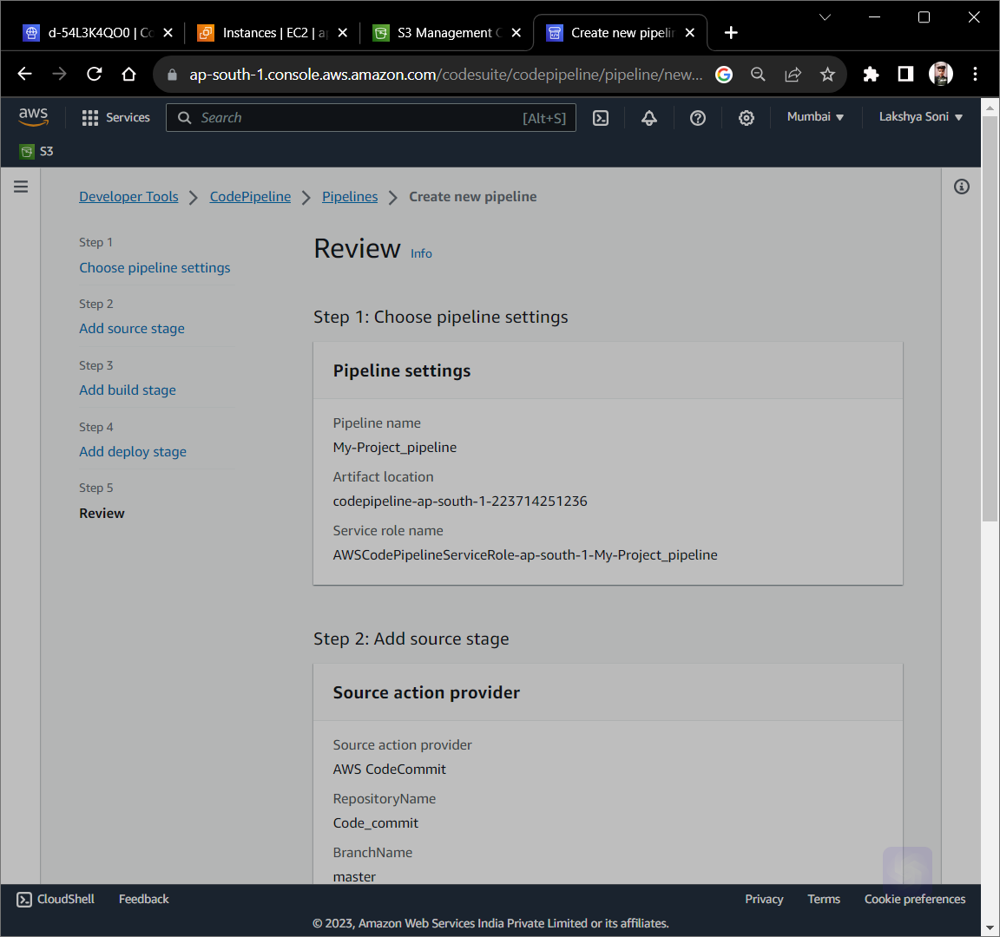 d-54L3K4QO0 | Co
Instances | EC2 | a
S3 Management C
Create new pipelin
ap-south-1.console.aws.amazon.com/codesuite/codepipeline/pipeline/new...
aws
Services
Search
[Alt+S]
Mumbai
Lakshya Soni
S3
Developer Tools
CodePipeline
Pipelines
Create new pipeline
Step 1
Choose pipeline settings
Step 2
Add source stage
Step 3
Add build stage
Step 4
Add deploy stage
Step 5
Review
Review Info
Step 1: Choose pipeline settings
Pipeline settings
Pipeline name
My-Project_pipeline
Artifact location
codepipeline-ap-south-1-223714251236
Service role name
AWSCodePipelineServiceRole-ap-south-1-My-Project_pipeline
Step 2: Add source stage
Source action provider
Source action provider
AWS CodeCommit
RepositoryName
Code_commit
BranchName
master
CloudShell
Feedback
Privacy
Terms
Cookie preferences
© 2023, Amazon Web Services India Private Limited or its affiliates.